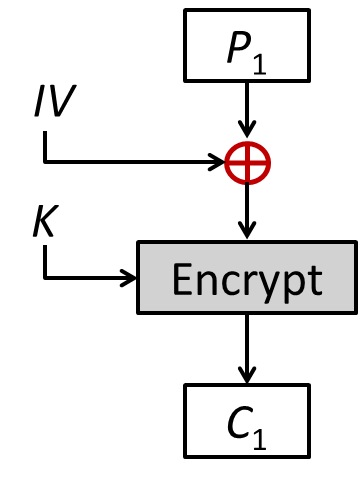 P₁
IV
K
Encrypt
C₁